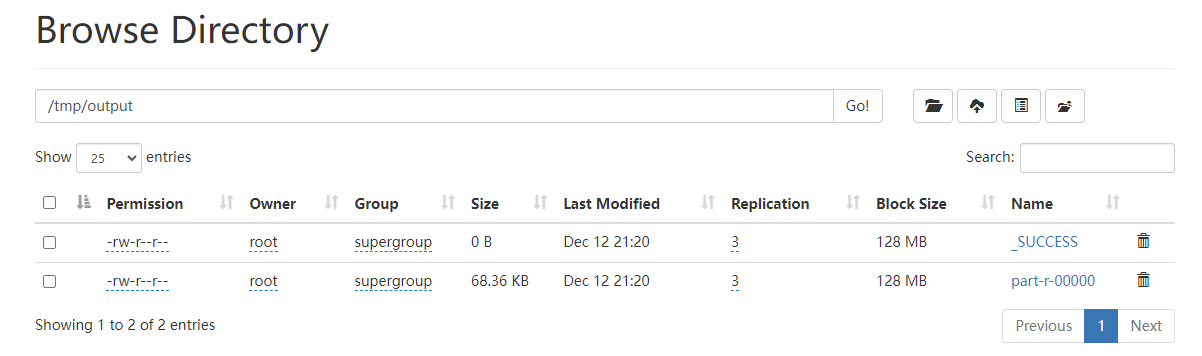 Browse Directory
/tmp/output Go!
Show 25 entries Search:
Permission Owner Group Size Last Modified Replication Block Size Name
-rw-r--r-- root supergroup 0 B Dec 12 21:20 3 128 MB _SUCCESS
-rw-r--r-- root supergroup 68.36 KB Dec 12 21:20 3 128 MB part-r-00000
Showing 1 to 2 of 2 entries Previous 1 Next